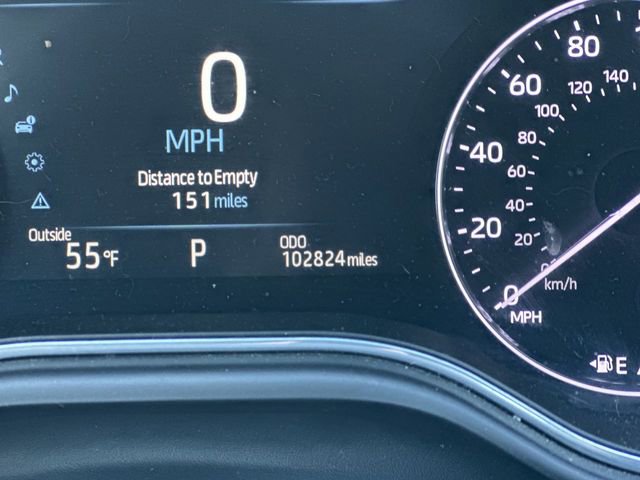 0
MPH
Distance to Empty
151 miles
Outside
55°F
P
ODO
102824 miles
80
60
40
20
0
140
120
100
80
60
40
20
km/h
MPH
E